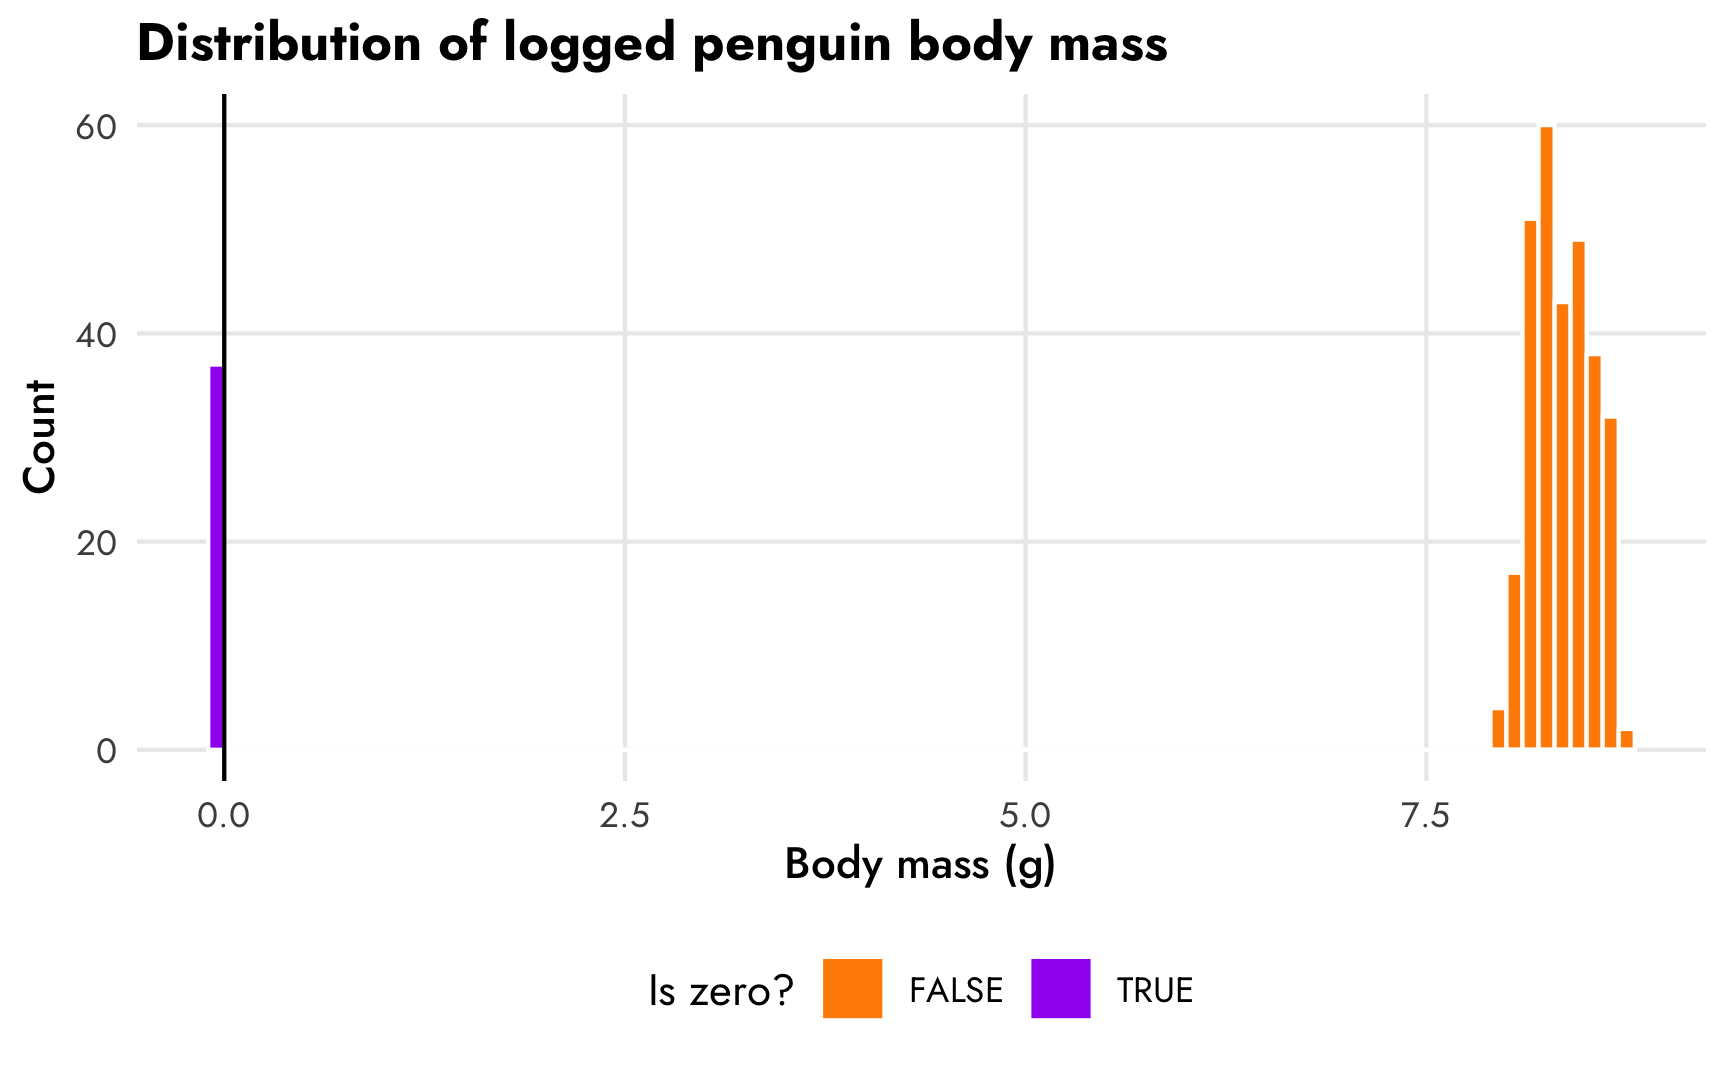 Distribution of logged penguin body mass
60
40
20
0
Count
0.0 2.5 5.0 7.5
Body mass (g)
Is zero? FALSE TRUE